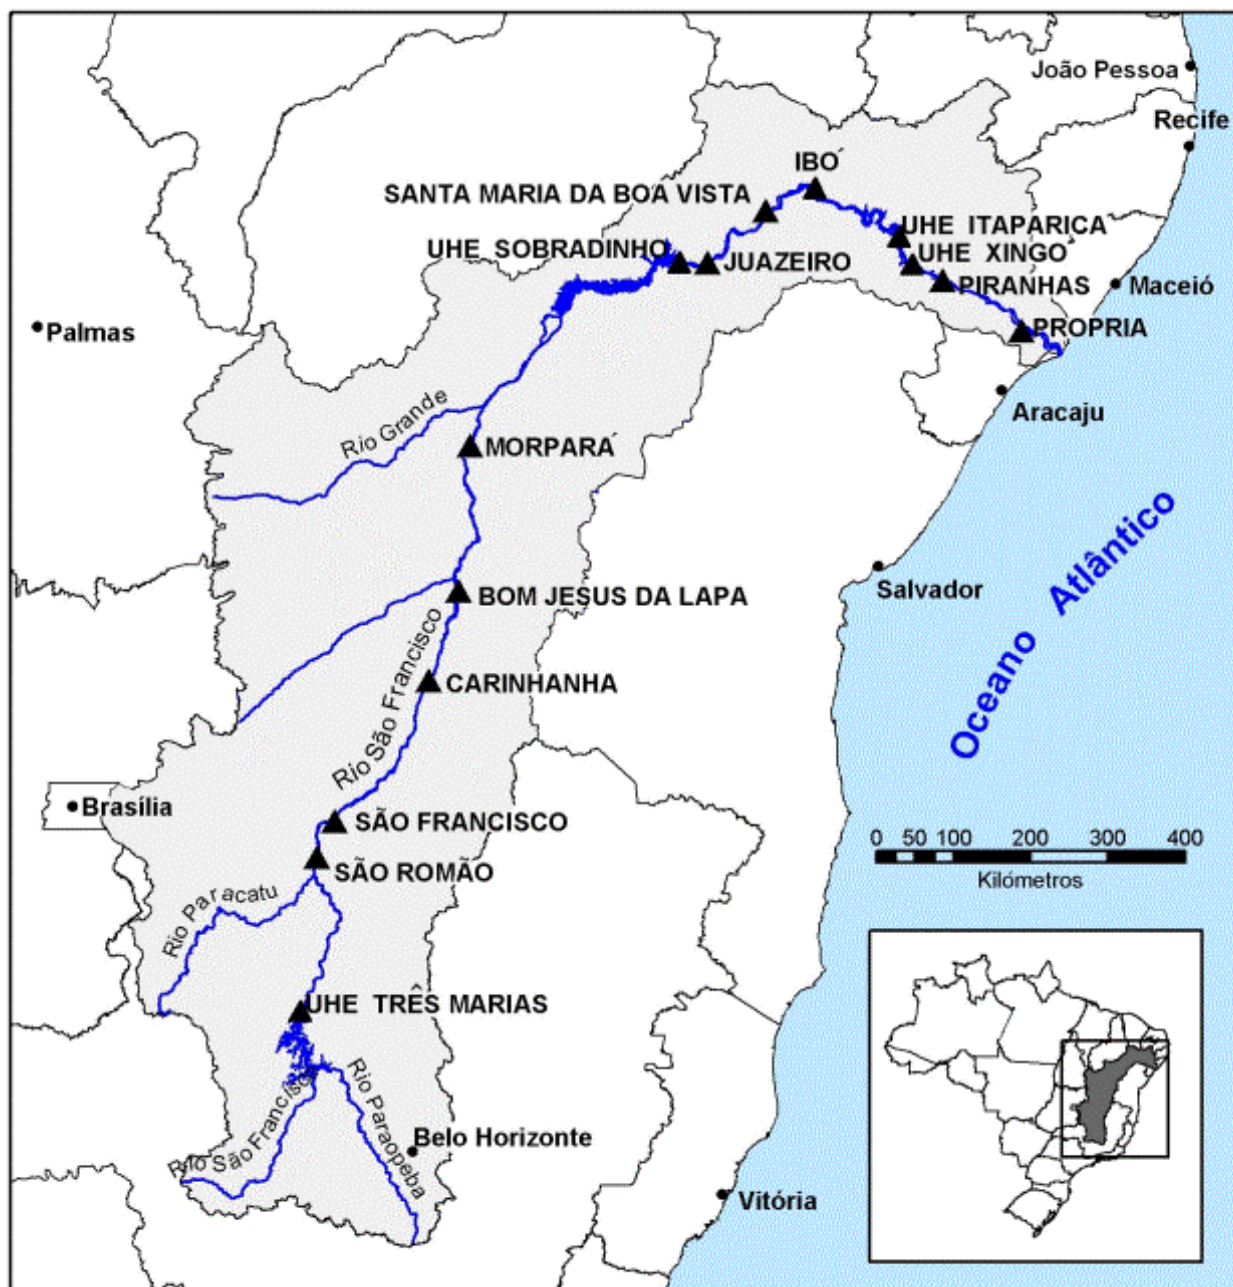 João Pessoa
Recife
IBÓ
SANTA MARIA DA BOA VISTA
UHE ITAPARICA
UHE SOBRADINHO
JUAZEIRO
UHE XINGÓ
PIRANHAS
Maceió
Palmas
PROPRIA
Aracaju
Rio Grande
MORPARÁ
Oceano Atlântico
Salvador
BOM JESUS DA LAPA
Rio São Francisco
CARINHANHA
Brasília
SÃO FRANCISCO
SÃO ROMÃO
0 50 100 200 300 400
Kilómetros
Rio Paracatu
UHE TRÊS MARIAS
Rio São Francisco
Rio Paraopeba
Belo Horizonte
Vitória